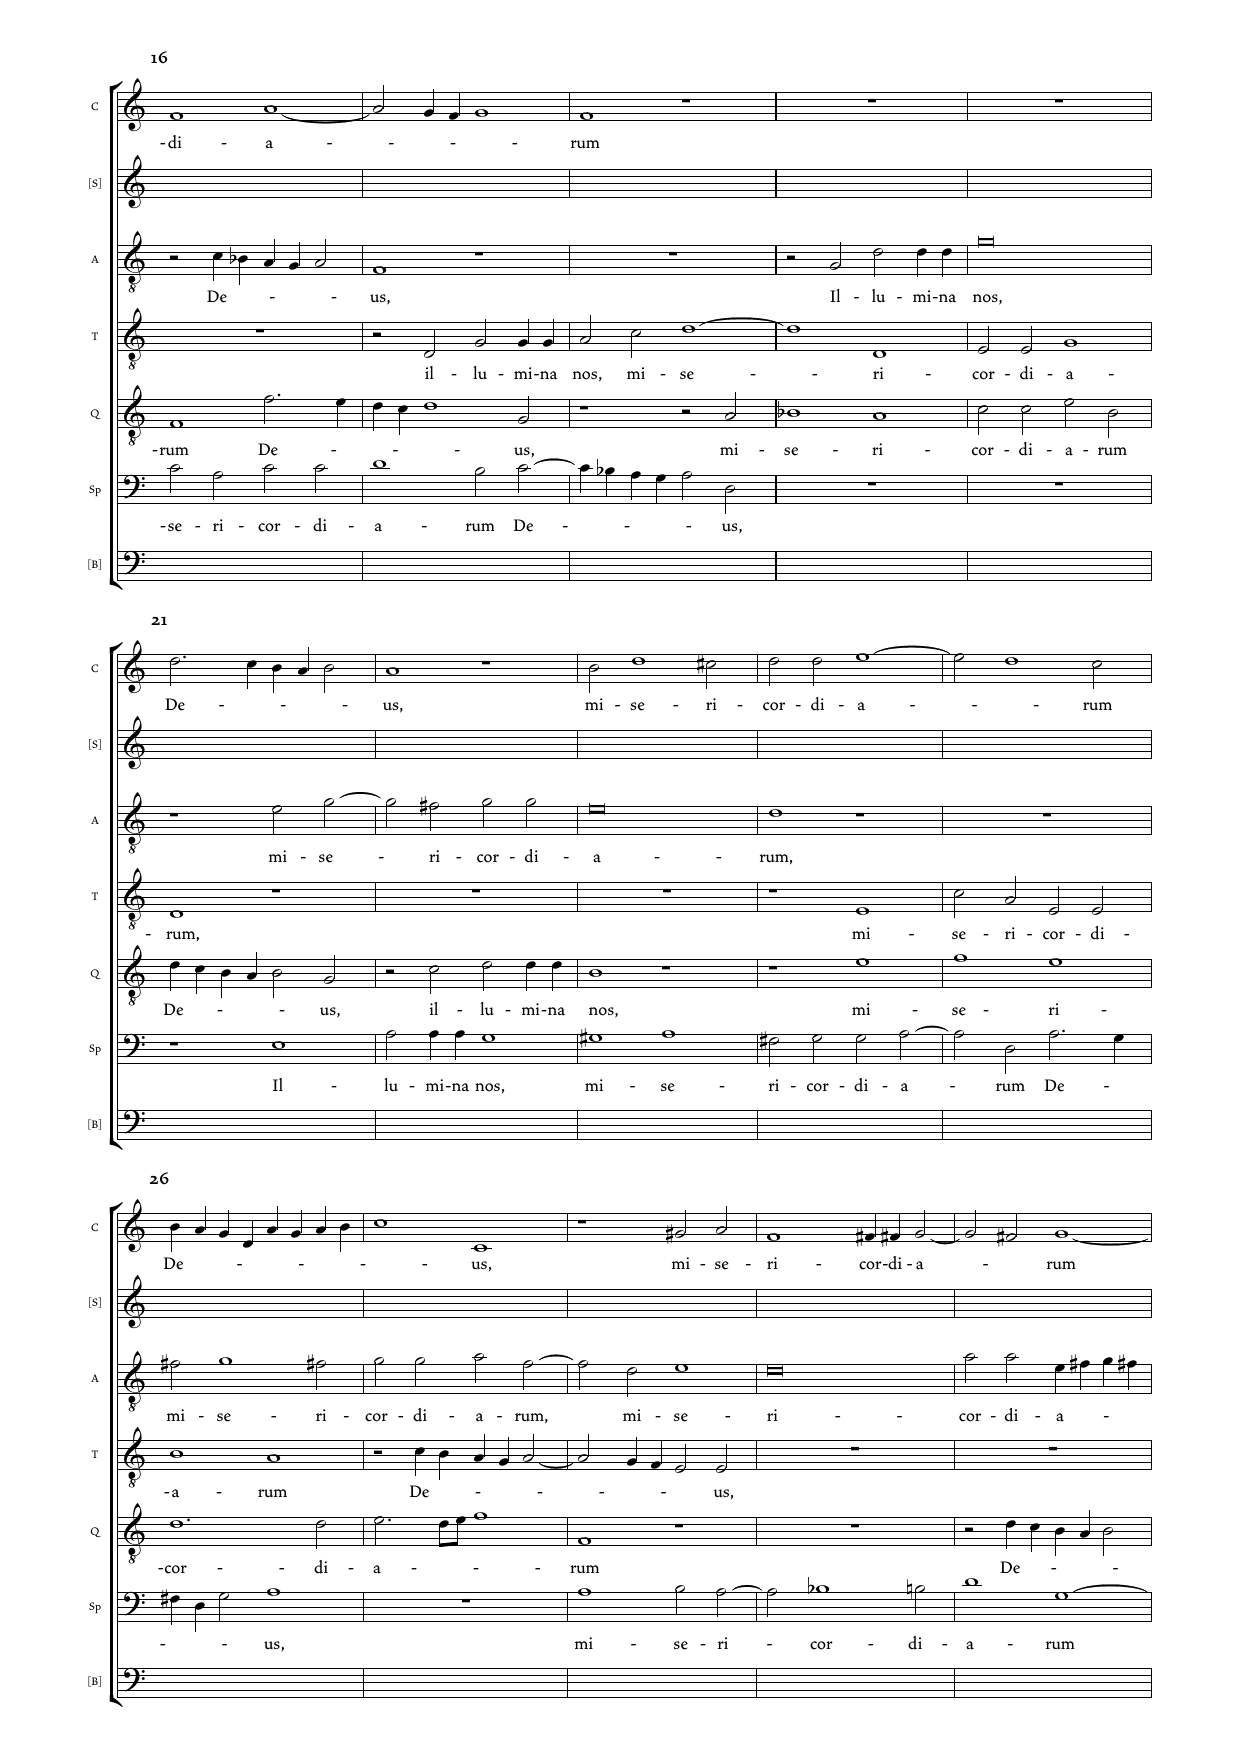 16
C
-di - a - - - - rum
[S]
A
De - - us, Il - lu - mi-na nos,
T
il - lu - mi-na nos, mi - se - - ri - cor - di - a -
Q
-rum De - - - us, mi - se - ri - cor - di - a - rum
Sp
-se - ri - cor - di - a - rum De - - - us,
[B]
21
C
De - - - us, mi - se - ri - cor - di - a - - - rum
[S]
A
mi - se - ri - cor - di - a - - rum,
T
- rum, mi - se - ri - cor - di -
Q
De - - us, il - lu - mi-na nos, mi - se - ri -
Sp
Il - lu - mi-na nos, mi - se - ri - cor - di - a - rum De -
[B]
26
C
De - - - - us, mi - se - ri - cor-di - a - rum
[S]
A
mi - se - ri - cor - di - a - rum, mi - se - ri - - cor - di - a -
T
-a - rum De - - - - us,
Q
-cor - - di - a - - - rum De - -
Sp
- - us, mi - se - ri - cor - di - a - rum
[B]